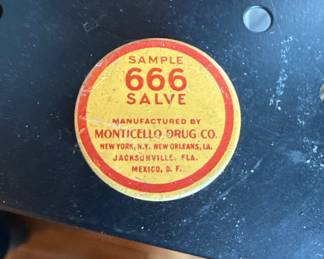 SAMPLE
666
SALVE
MANUFACTURED BY
MONTICELLO DRUG CO.
NEW YORK, N.Y. NEW ORLEANS, LA.
JACKSONVILLE, FLA.
MEXICO, D. F.